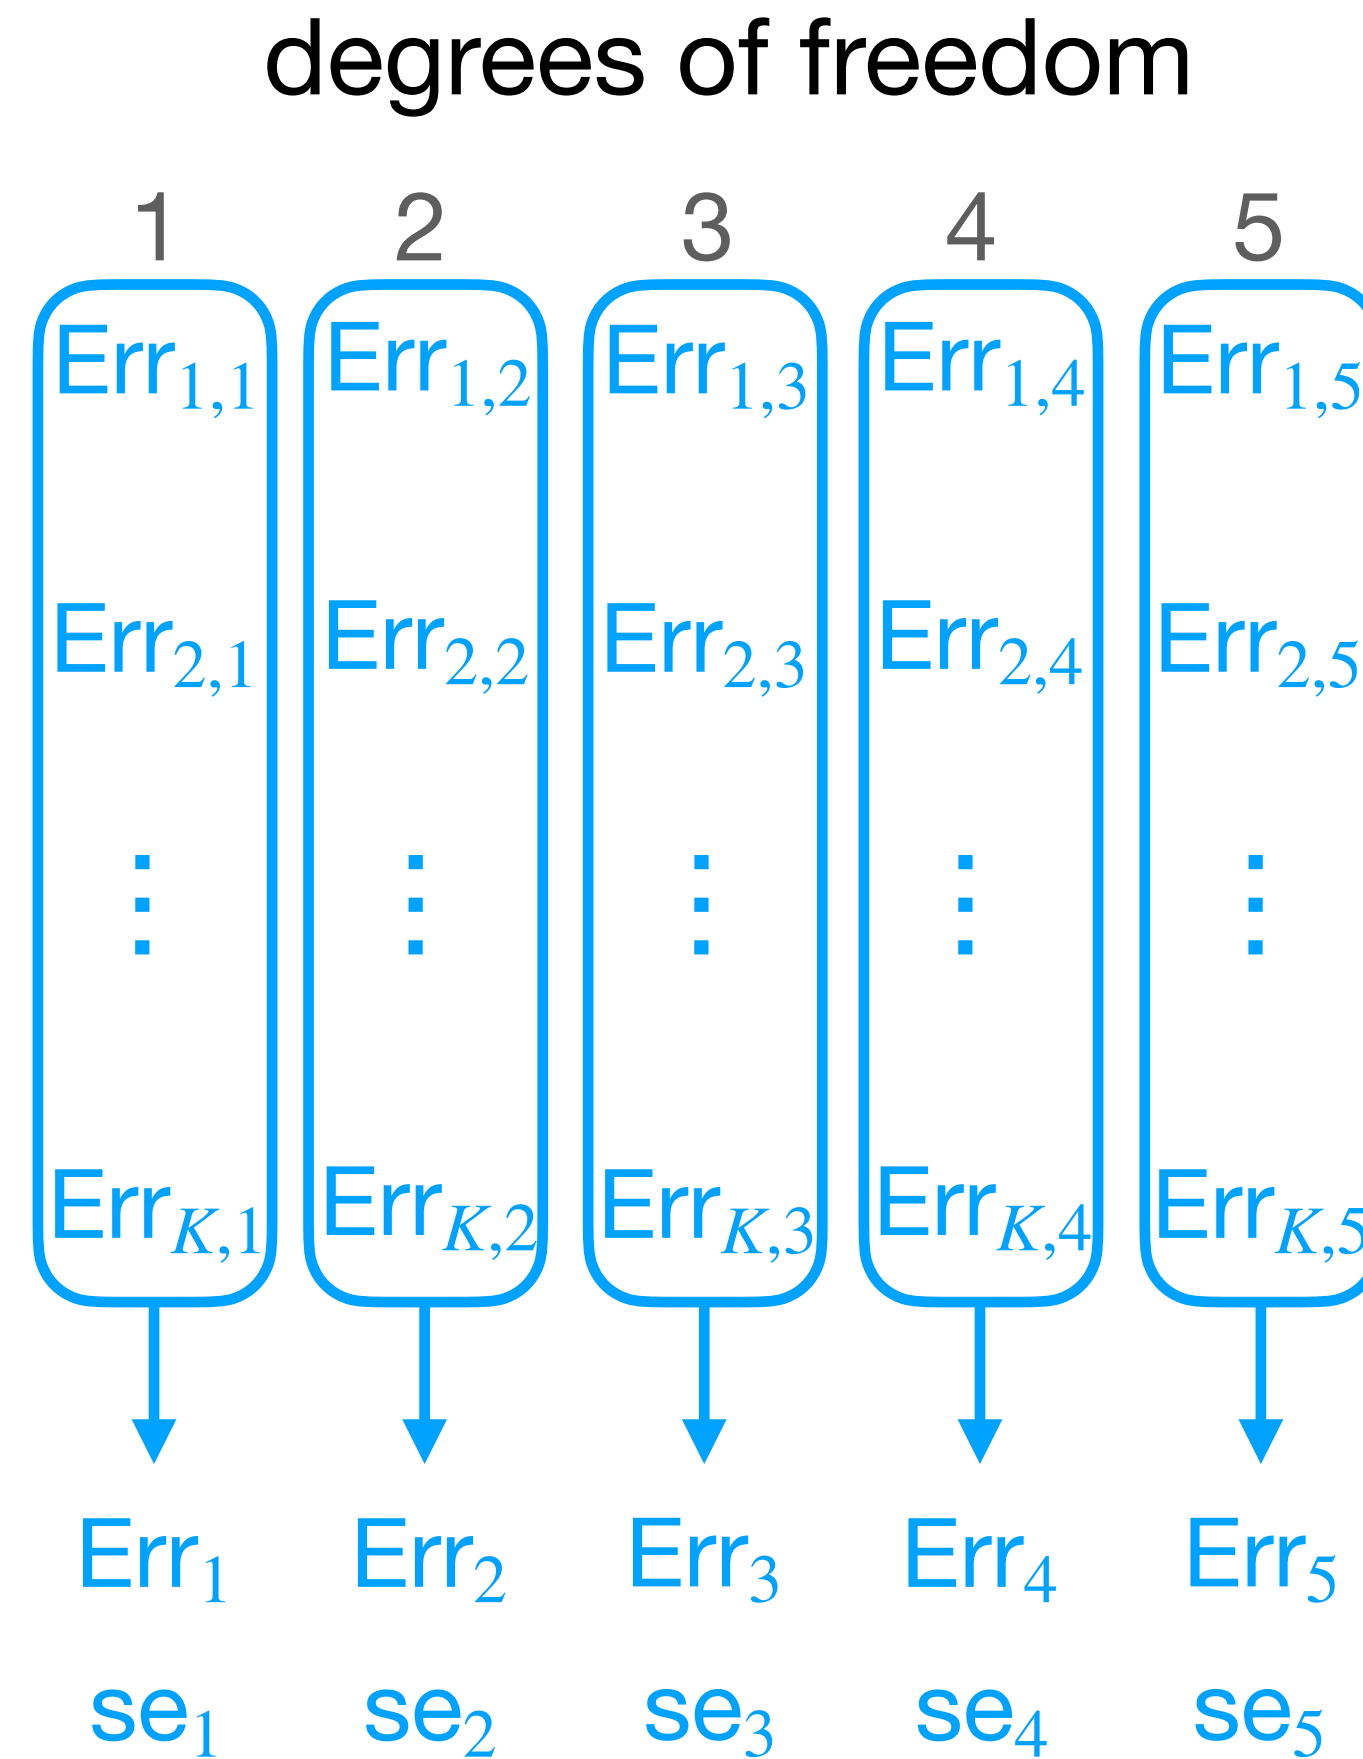 degrees of freedom
1 2 3 4 5
Err1,1 Err1,2 Err1,3 Err1,4 Err1,5
Err2,1 Err2,2 Err2,3 Err2,4 Err2,5
⋮ ⋮ ⋮ ⋮ ⋮
ErrK,1 ErrK,2 ErrK,3 ErrK,4 ErrK,5
Err1 Err2 Err3 Err4 Err5
se1 se2 se3 se4 se5